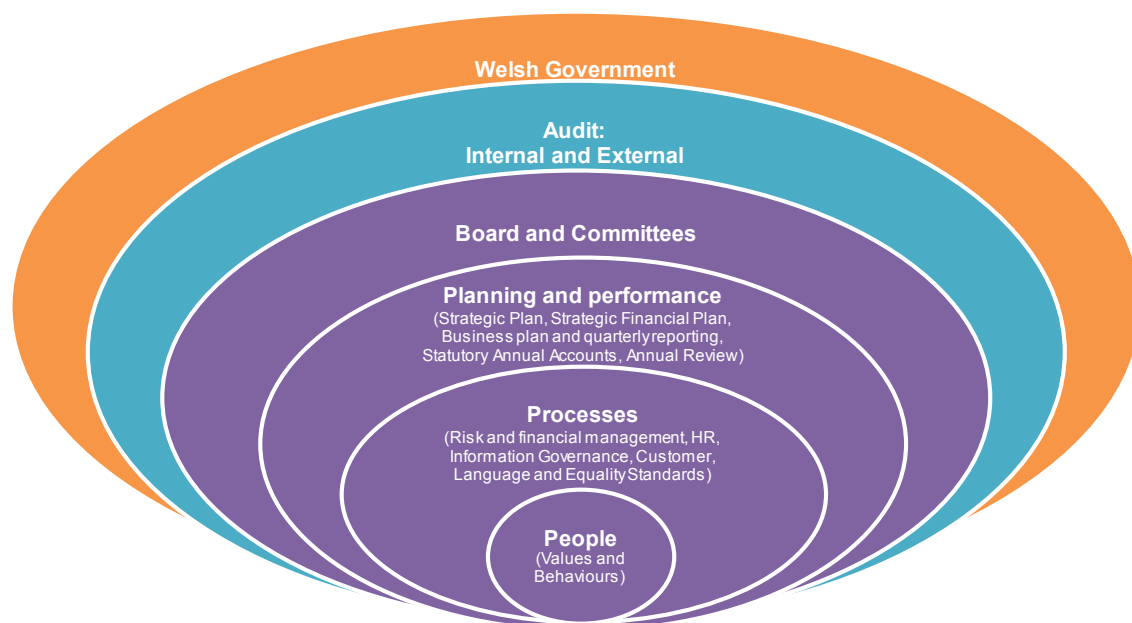 Welsh Government
Audit:
Internal and External
Board and Committees
Planning and performance
(Strategic Plan, Strategic Financial Plan,
Business plan and quarterly reporting,
Statutory Annual Accounts, Annual Review)
Processes
(Risk and financial management, HR,
Information Governance, Customer,
Language and Equality Standards)
People
(Values and
Behaviours)